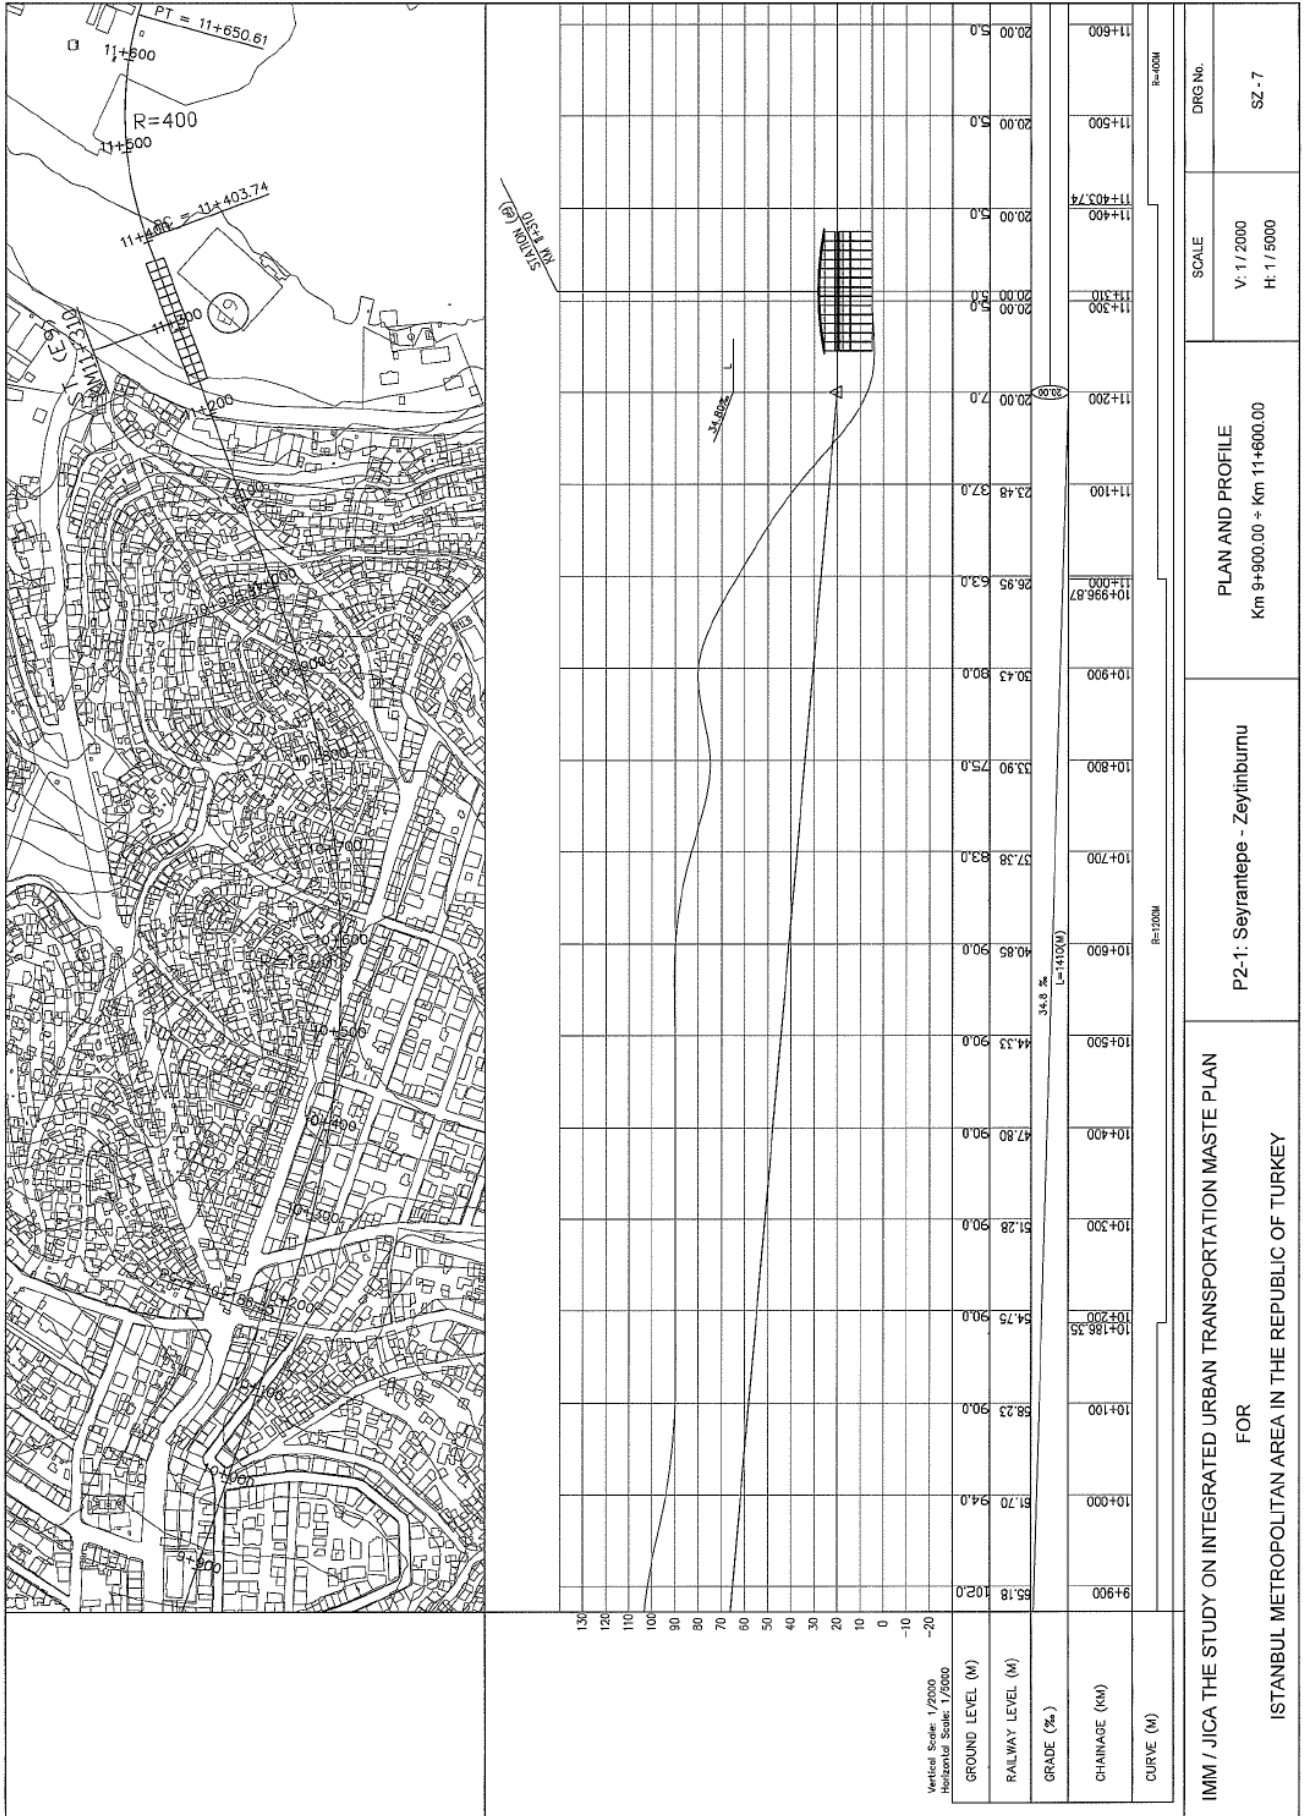 PT = 11+650.61
11+600
R=400
11+500
11+403.74
11+400
11+300
E9
ST (E9)
KM11+310
11+200
11+100
11+000
10+900
10+800
10+700
10+600
10+500
10+400
10+300
10+200
10+100
10+000
9+900
STATION (e9)
KM 11+310
34.80‰ L
130
120
110
100
90
80
70
60
50
40
30
20
10
0
-10
-20
Vertical Scale: 1/2000
Horizontal Scale: 1/5000
GROUND LEVEL (M) 102.0 94.0 90.0 90.0 90.0 90.0 90.0 90.0 83.0 75.0 80.0 63.0 37.0 7.0 5.0 5.0 5.0 5.0 5.0
RAILWAY LEVEL (M) 65.18 61.70 58.23 54.75 51.28 47.80 44.33 40.85 37.38 33.90 30.43 26.95 23.48 20.00 20.00 20.00 20.00 20.00 20.00
GRADE (‰) 34.8 ‰ L=1410(M) 20.00
CHAINAGE (KM) 9+900 10+000 10+100 10+186.35 10+200 10+300 10+400 10+500 10+600 10+700 10+800 10+900 10+996.87 11+000 11+100 11+200 11+300 11+310 11+400 11+403.74 11+500 11+600
CURVE (M) R=1200M R=400M
IMM / JICA THE STUDY ON INTEGRATED URBAN TRANSPORTATION MASTE PLAN
FOR
ISTANBUL METROPOLITAN AREA IN THE REPUBLIC OF TURKEY
P2-1: Seyrantepe - Zeytinburnu
PLAN AND PROFILE
Km 9+900.00 ÷ Km 11+600.00
SCALE
V: 1 / 2000
H: 1 / 5000
DRG No.
SZ - 7